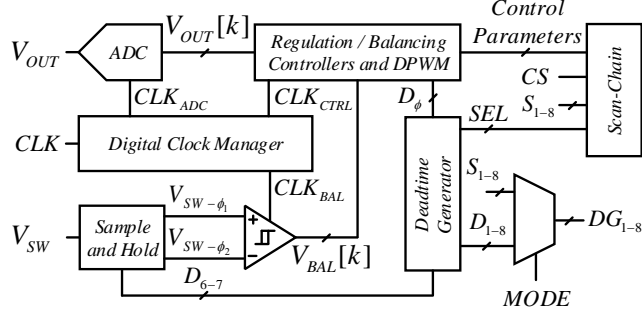 V_OUT
ADC
V_OUT[k]
Regulation / Balancing
Controllers and DPWM
Control
Parameters
Scan-Chain
CS
S_1–8
SEL
CLK_ADC
CLK_CTRL
D_ϕ
CLK
Digital Clock Manager
CLK_BAL
Deadtime
Generator
S_1–8
D_1–8
DG_1–8
MODE
V_SW
Sample
and Hold
V_SW–ϕ1
V_SW–ϕ2
+
−
V_BAL[k]
D_6–7